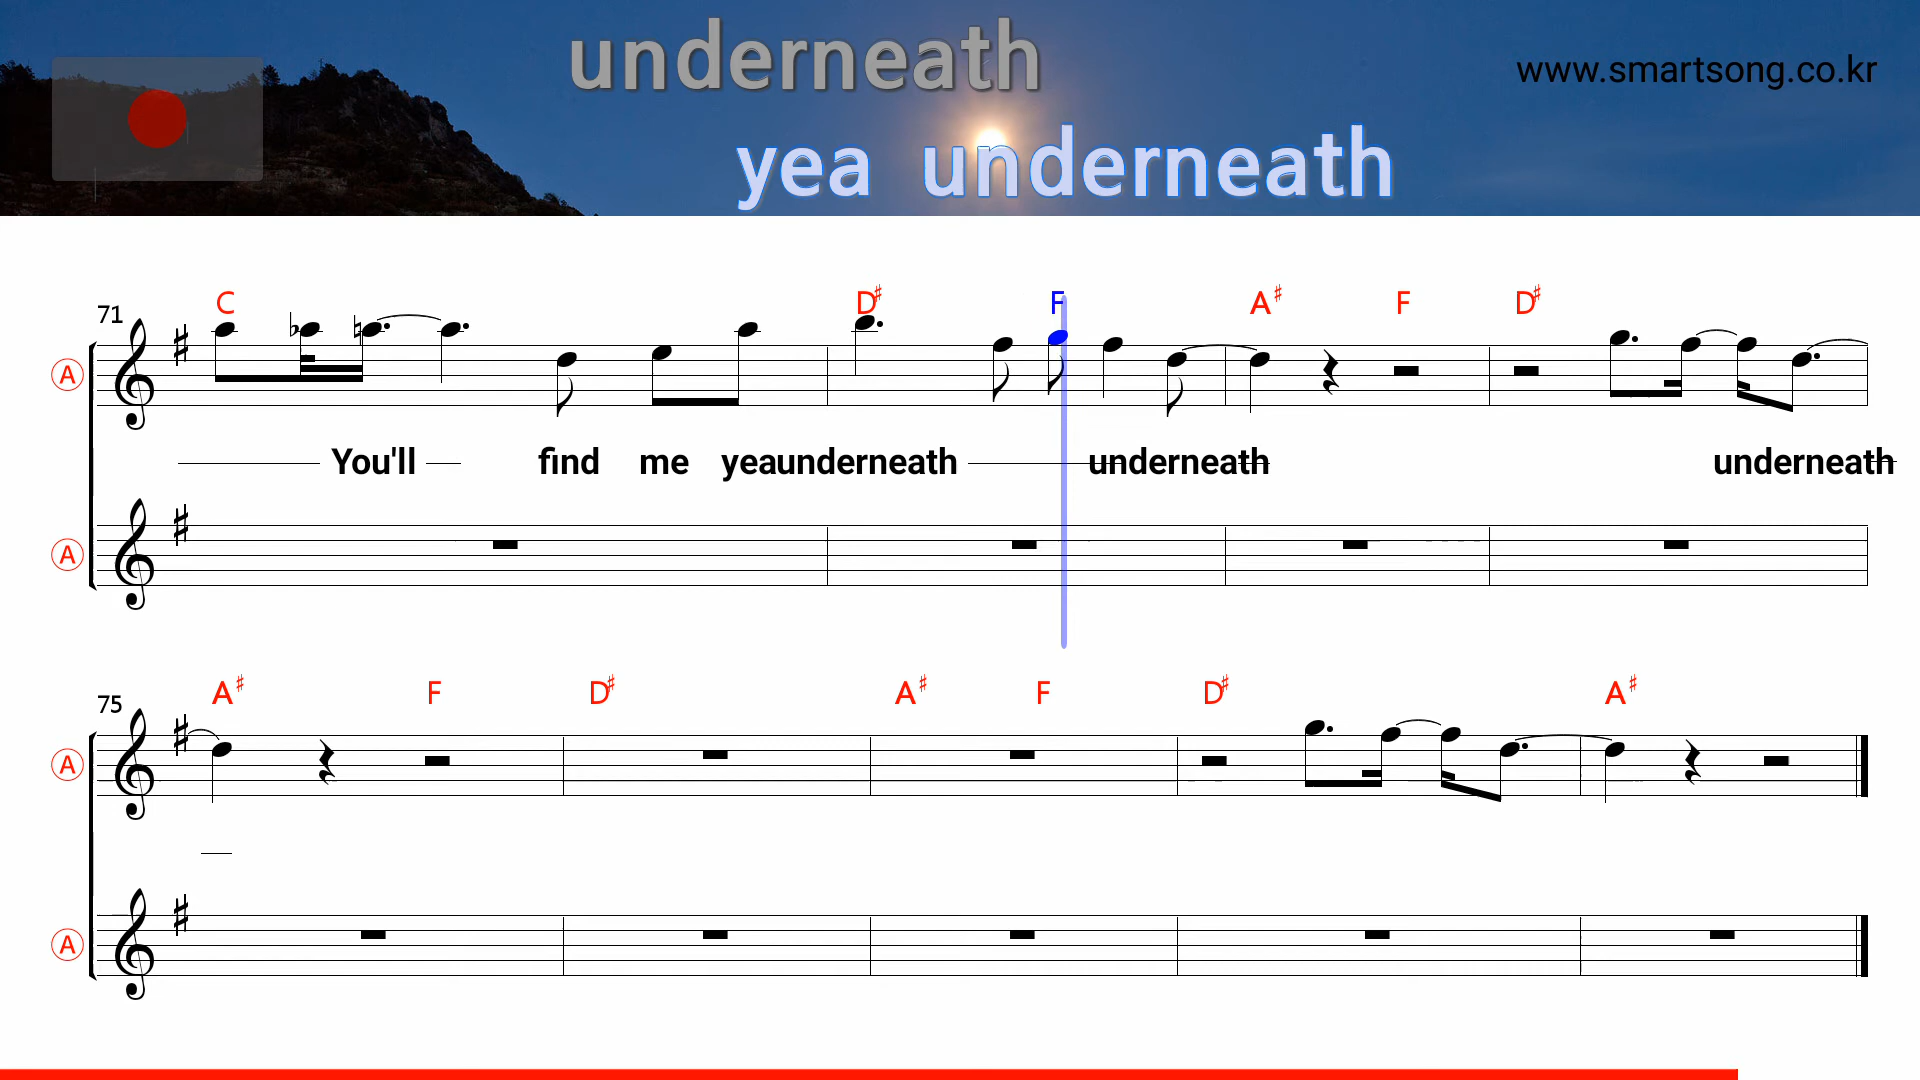 underneath
www.smartsong.co.kr
yea underneath
C D♯ F A♯ F D♯
71
A
You'll find me yeaunderneath underneath underneath
A
A♯ F D♯ A♯ F D♯ A♯
75
A
A